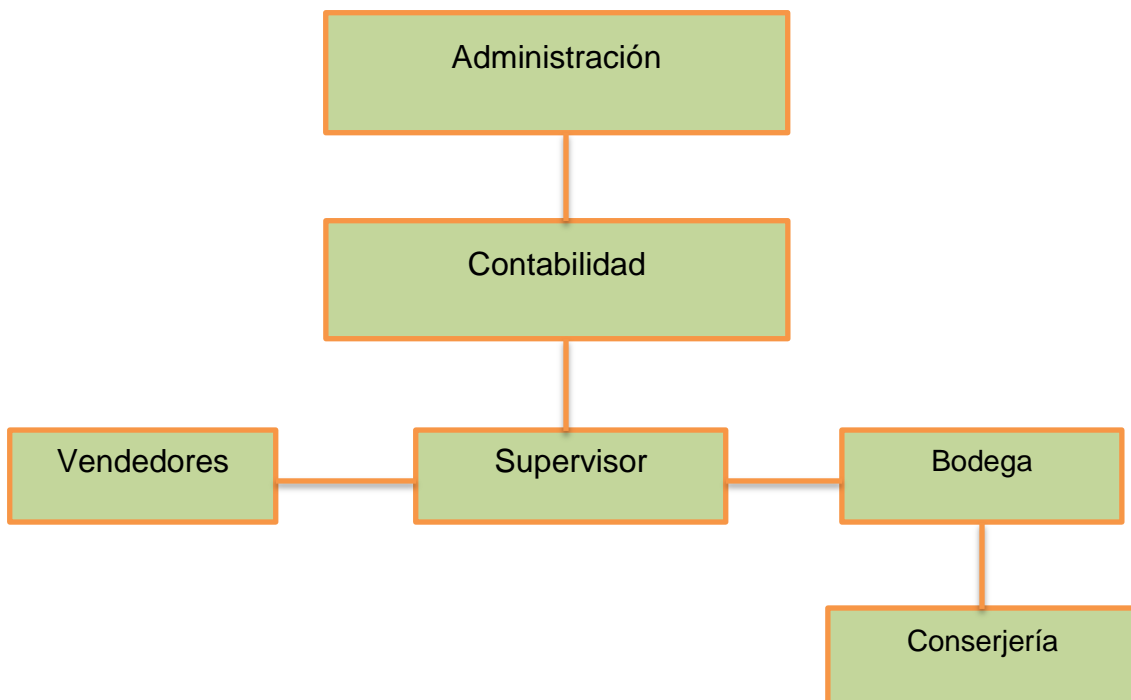 Administración
Contabilidad
Vendedores
Supervisor
Bodega
Conserjería